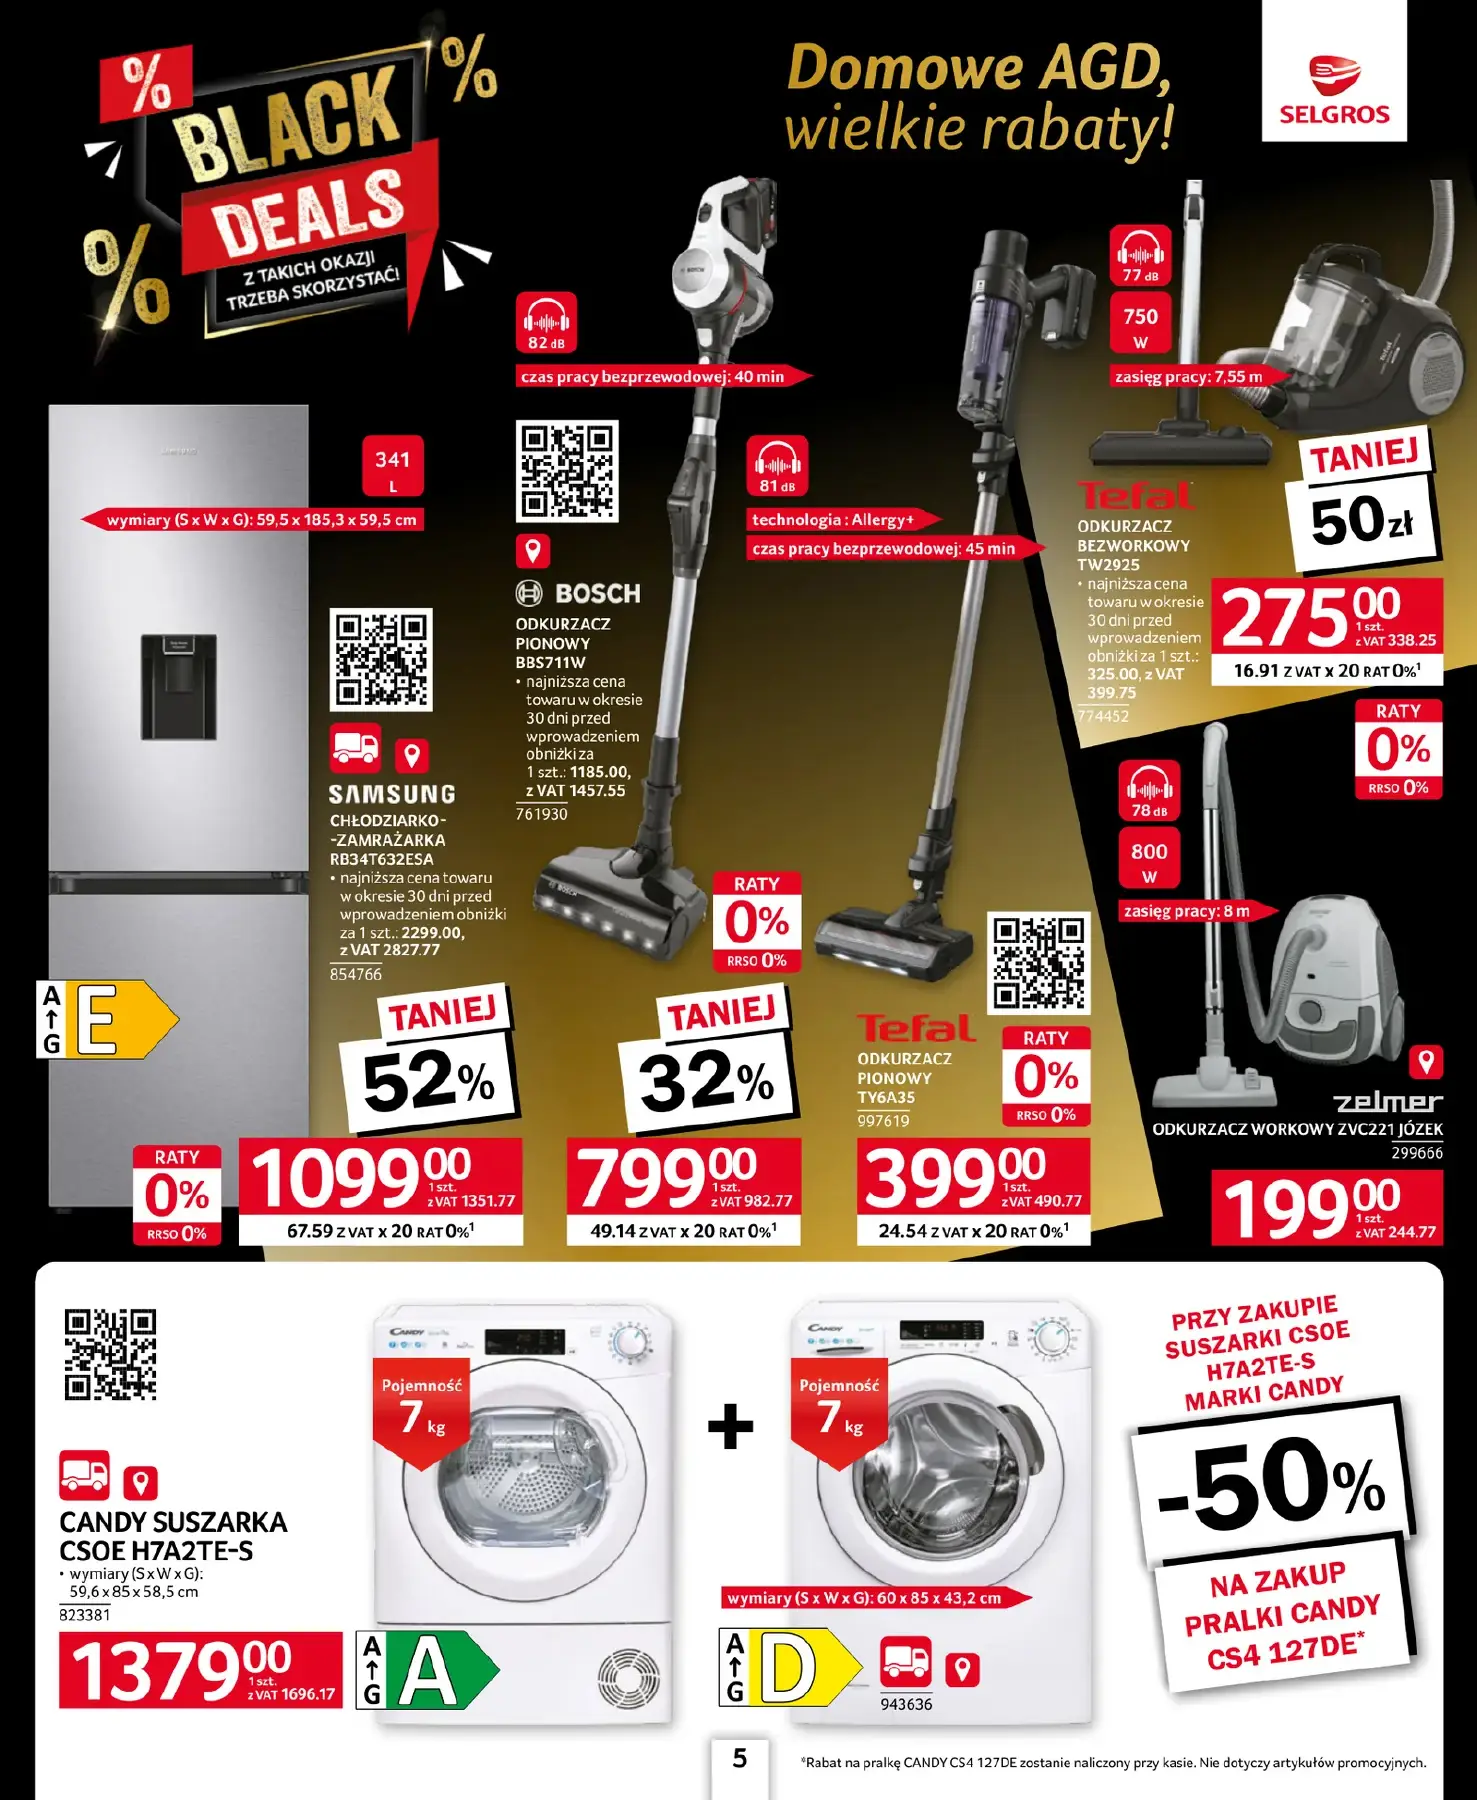 %
%
%
BLACK
DEALS
Z TAKICH OKAZJI
TRZEBA SKORZYSTAĆ!
Domowe AGD,
wielkie rabaty!
SELGROS
341
L
wymiary (S x W x G): 59,5 x 185,3 x 59,5 cm
SAMSUNG
SAMSUNG
CHŁODZIARKO-
-ZAMRAŻARKA
RB34T632ESA
• najniższa cena towaru
w okresie 30 dni przed
wprowadzeniem obniżki
za 1 szt.: 2299.00,
z VAT 2827.77
854766
A
G
E
TANIEJ
52%
RATY
0%
RRSO 0%
1099 00
1 szt.
z VAT 1351.77
67.59 Z VAT x 20 RAT 0%¹
82 dB
czas pracy bezprzewodowej: 40 min
BOSCH
BOSCH
ODKURZACZ
PIONOWY
BBS711W
• najniższa cena
towaru w okresie
30 dni przed
wprowadzeniem
obniżki za
1 szt.: 1185.00,
z VAT 1457.55
761930
BOSCH
RATY
0%
RRSO 0%
TANIEJ
32%
799 00
1 szt.
z VAT 982.77
49.14 Z VAT x 20 RAT 0%¹
81 dB
technologia : Allergy+
czas pracy bezprzewodowej: 45 min
Tefal
ODKURZACZ
PIONOWY
TY6A35
997619
RATY
0%
RRSO 0%
399 00
1 szt.
z VAT 490.77
24.54 Z VAT x 20 RAT 0%¹
77 dB
750
W
zasięg pracy: 7,55 m
Tefal
Tefal
ODKURZACZ
BEZWORKOWY
TW2925
• najniższa cena
towaru w okresie
30 dni przed
wprowadzeniem
obniżki za 1 szt.:
325.00, z VAT
399.75
774452
TANIEJ
50 zł
275 00
1 szt.
z VAT 338.25
16.91 Z VAT x 20 RAT 0%¹
RATY
0%
RRSO 0%
78 dB
800
W
zasięg pracy: 8 m
zelmer
ODKURZACZ WORKOWY ZVC221 JÓZEK
299666
199 00
1 szt.
z VAT 244.77
CANDY SUSZARKA
CSOE H7A2TE-S
• wymiary (S x W x G):
59,6 x 85 x 58,5 cm
823381
1379 00
1 szt.
z VAT 1696.17
CANDY
Pojemność
7 kg
A
G
A
+
CANDY
Pojemność
7 kg
wymiary (S x W x G): 60 x 85 x 43,2 cm
A
G
D
943636
PRZY ZAKUPIE
SUSZARKI CSOE
H7A2TE-S
MARKI CANDY
-50%
NA ZAKUP
PRALKI CANDY
CS4 127DE*
5
*Rabat na pralkę CANDY CS4 127DE zostanie naliczony przy kasie. Nie dotyczy artykułów promocyjnych.